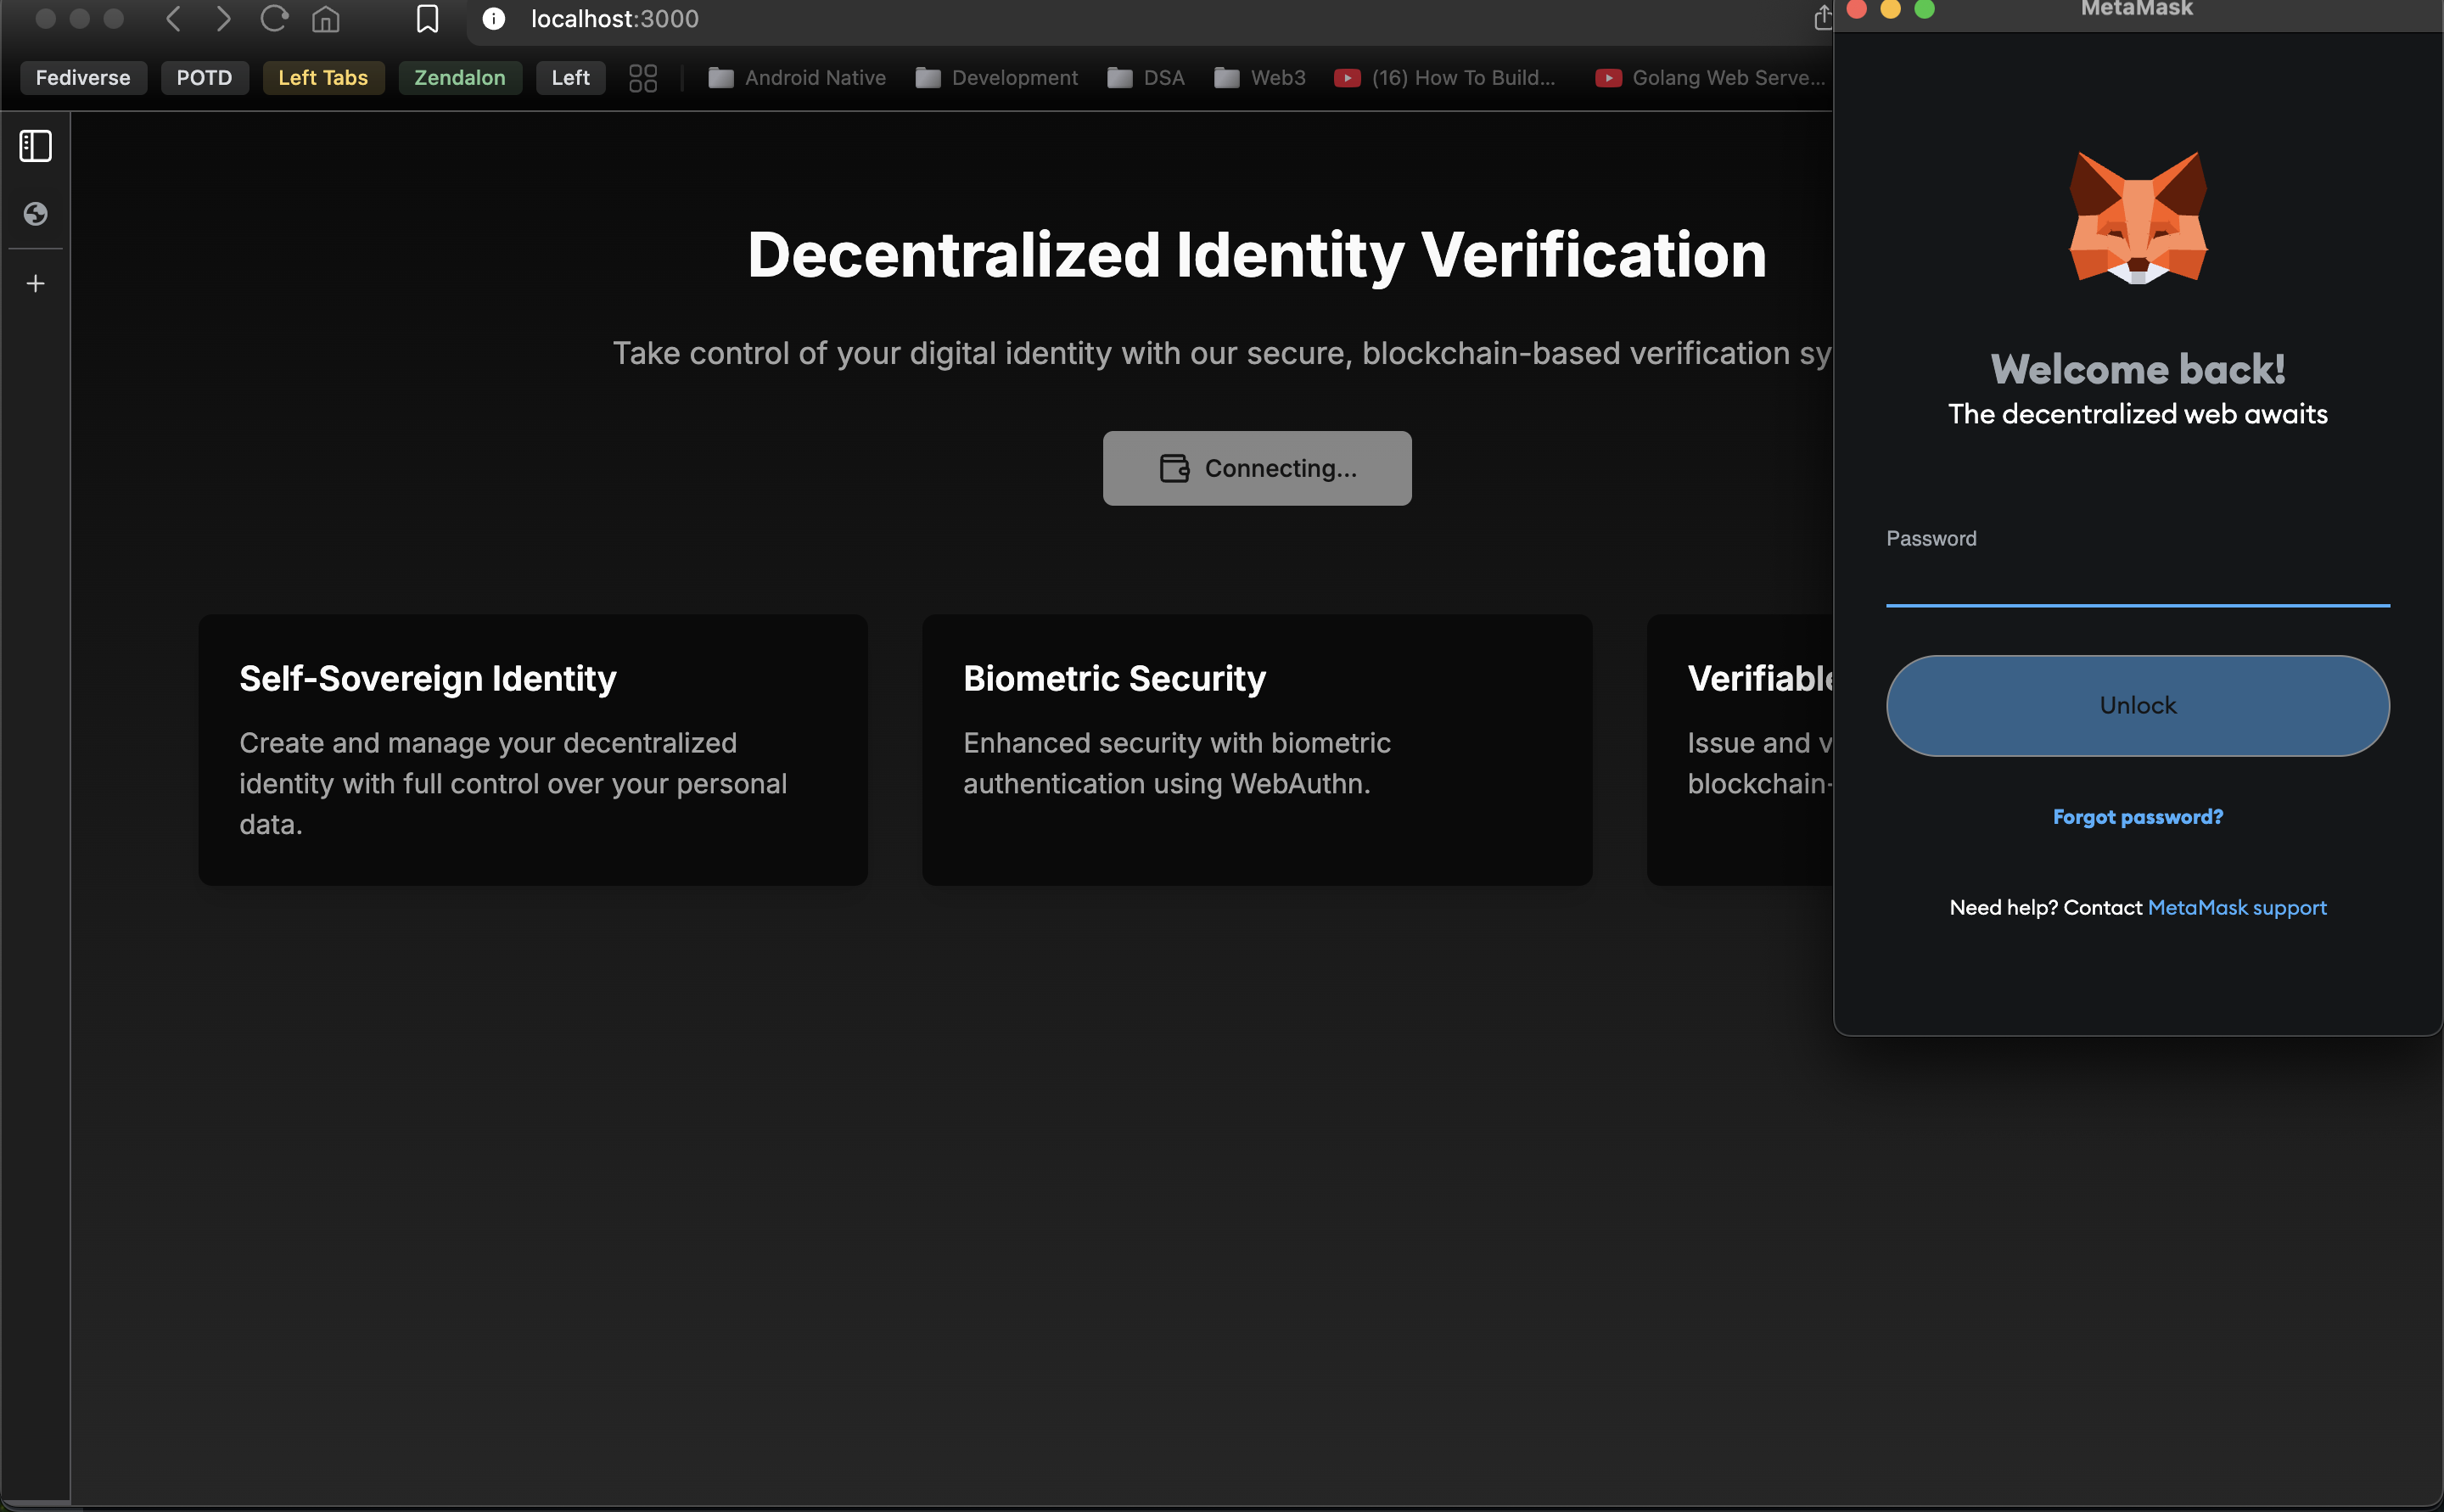 localhost:3000
MetaMask
Fediverse
POTD
Left Tabs
Zendalon
Left
Android Native
Development
DSA
Web3
(16) How To Build...
Golang Web Serve...
Decentralized Identity Verification
Take control of your digital identity with our secure, blockchain-based verification sy
Connecting...
Self-Sovereign Identity
Create and manage your decentralized
identity with full control over your personal
data.
Biometric Security
Enhanced security with biometric
authentication using WebAuthn.
Verifiable
Issue and v
blockchain-
Welcome back!
The decentralized web awaits
Password
Unlock
Forgot password?
Need help? Contact MetaMask support